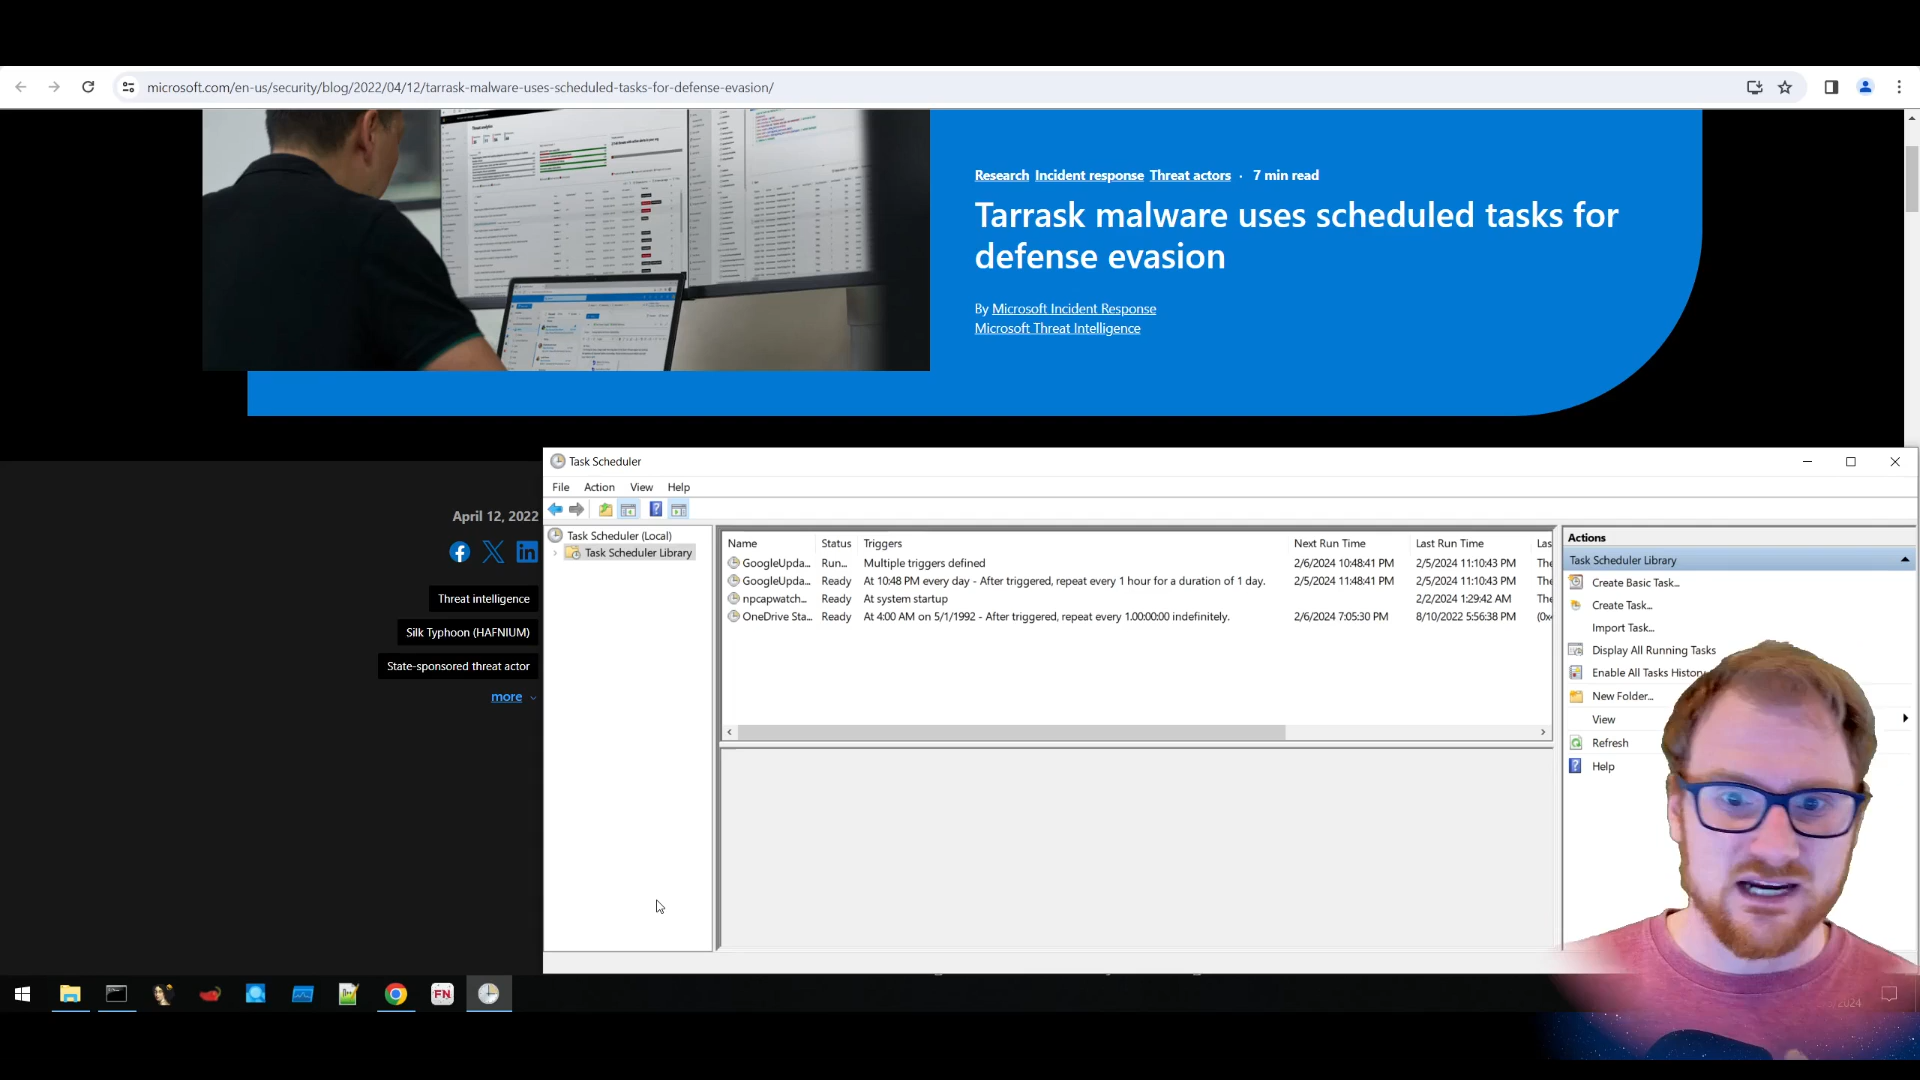 microsoft.com/en-us/security/blog/2022/04/12/tarrask-malware-uses-scheduled-tasks-for-defense-evasion/
Research Incident response Threat actors · 7 min read
Tarrask malware uses scheduled tasks for
defense evasion
By Microsoft Incident Response
Microsoft Threat Intelligence
April 12, 2022
Threat intelligence
Silk Typhoon (HAFNIUM)
State-sponsored threat actor
more
Task Scheduler
File Action View Help
Task Scheduler (Local)
Task Scheduler Library
Name Status Triggers Next Run Time Last Run Time Las
GoogleUpda... Run... Multiple triggers defined 2/6/2024 10:48:41 PM 2/5/2024 11:10:43 PM The
GoogleUpda... Ready At 10:48 PM every day - After triggered, repeat every 1 hour for a duration of 1 day. 2/5/2024 11:48:41 PM 2/5/2024 11:10:43 PM The
npcapwatch... Ready At system startup 2/2/2024 1:29:42 AM The
OneDrive Sta... Ready At 4:00 AM on 5/1/1992 - After triggered, repeat every 1.00:00:00 indefinitely. 2/6/2024 7:05:30 PM 8/10/2022 5:56:38 PM (0x
Actions
Task Scheduler Library
Create Basic Task...
Create Task...
Import Task...
Display All Running Tasks
Enable All Tasks History
New Folder...
View
Refresh
Help
FN